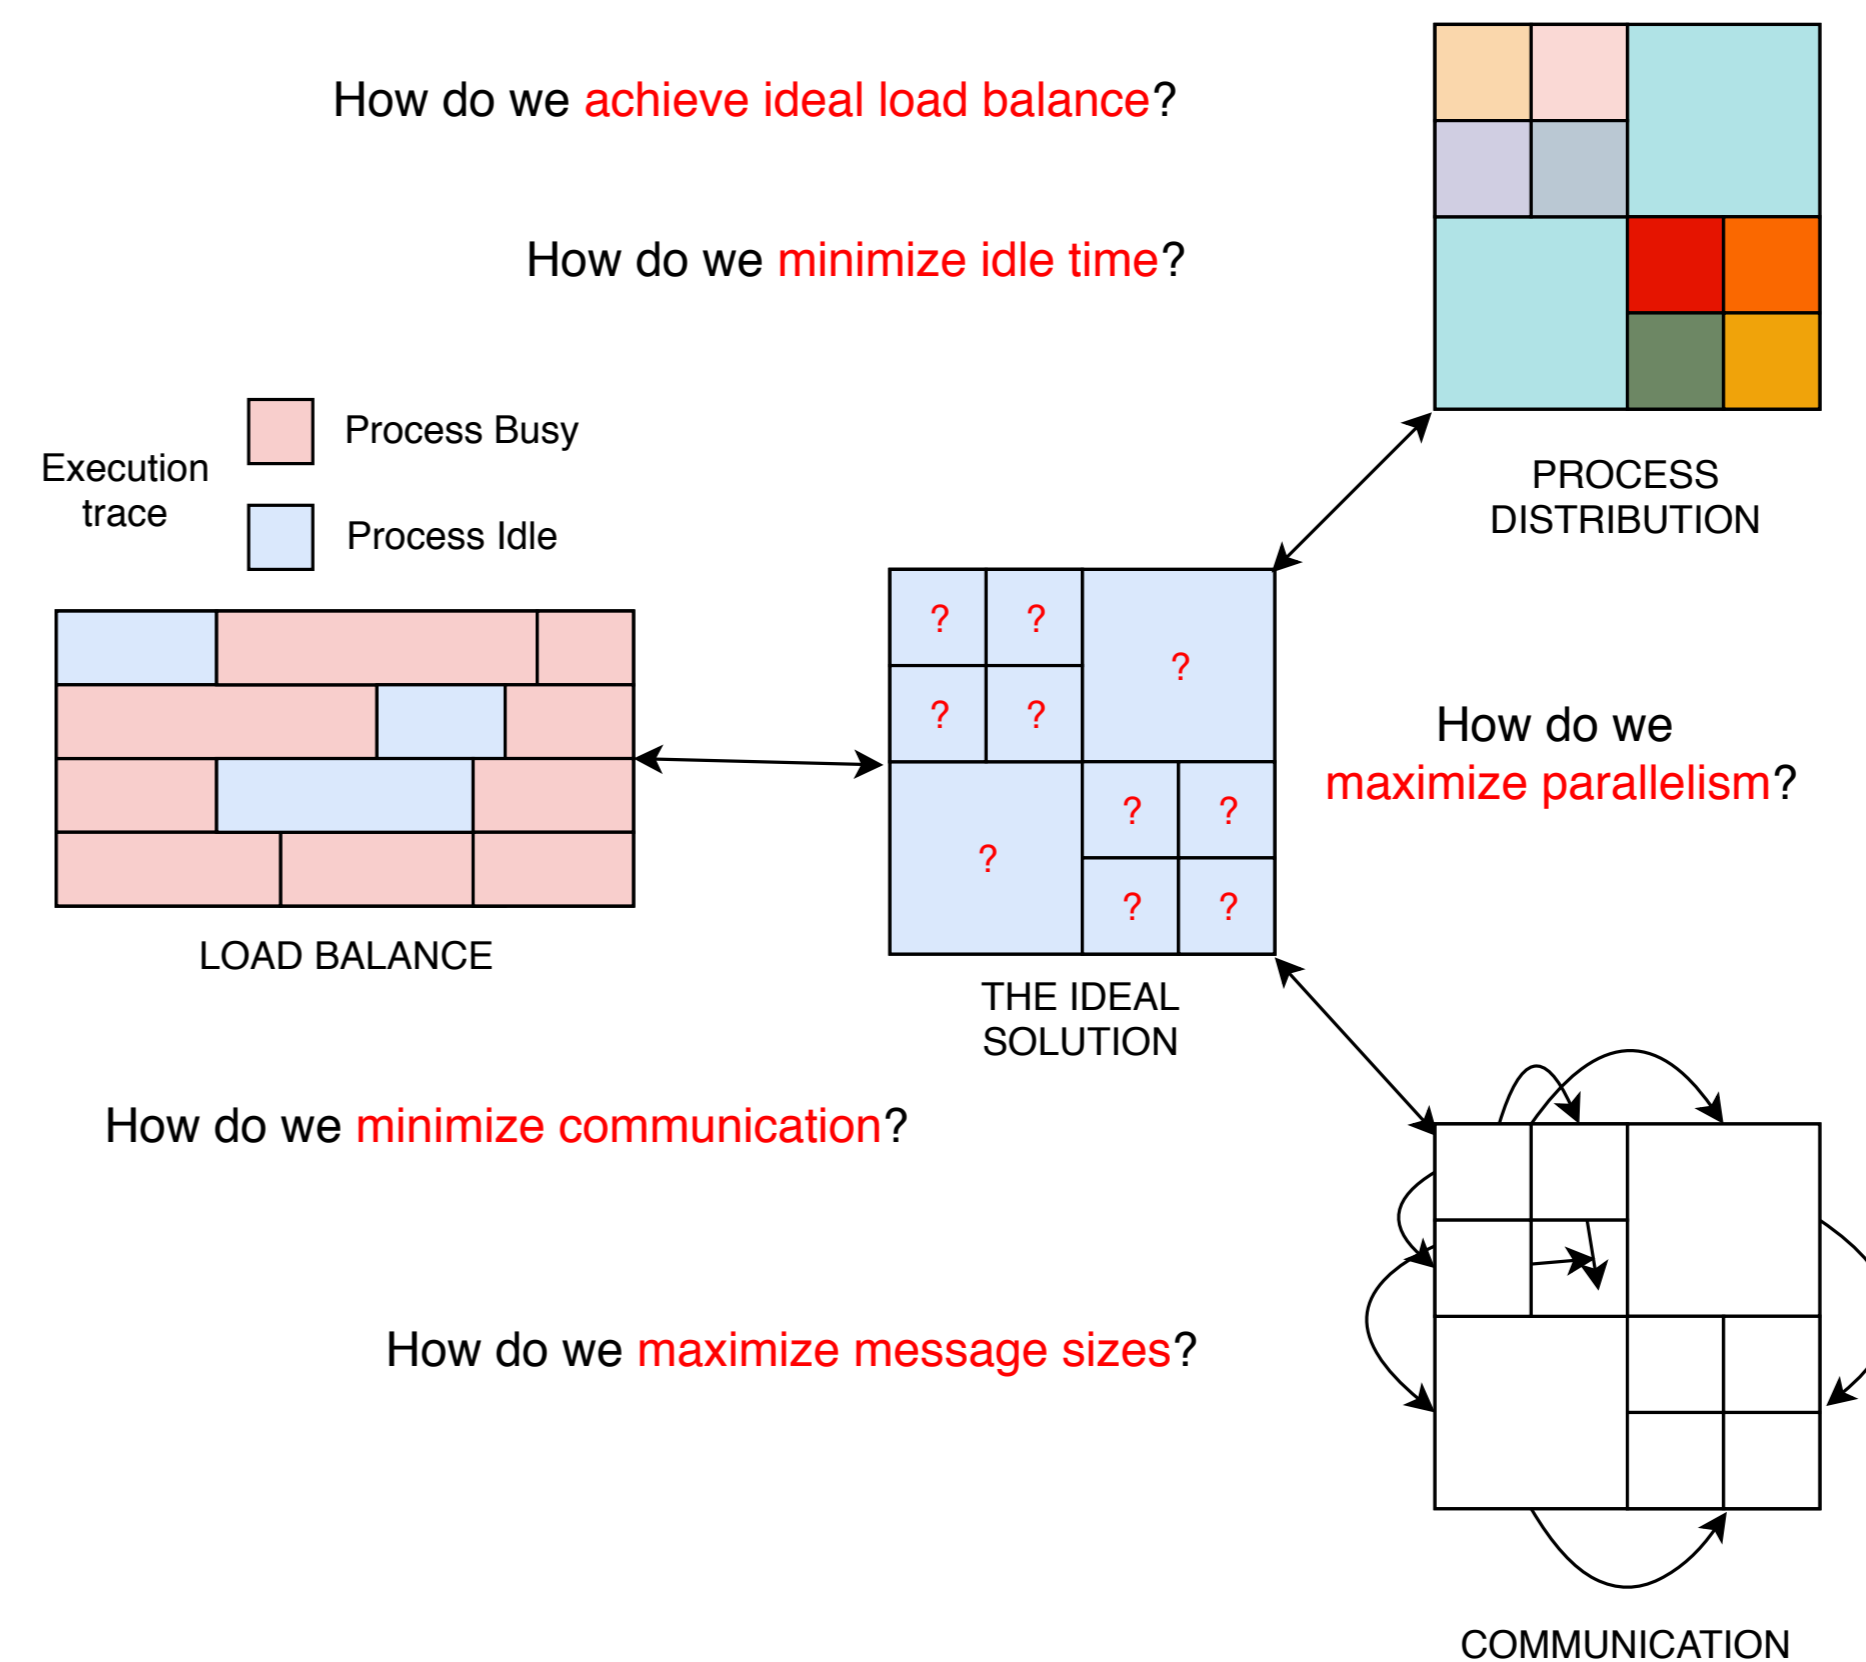 How do we achieve ideal load balance?
How do we minimize idle time?
Process Busy
Execution
trace
Process Idle
PROCESS
DISTRIBUTION
? ?
?
? ?
? ?
?
? ?
How do we
maximize parallelism?
LOAD BALANCE
THE IDEAL
SOLUTION
How do we minimize communication?
How do we maximize message sizes?
COMMUNICATION